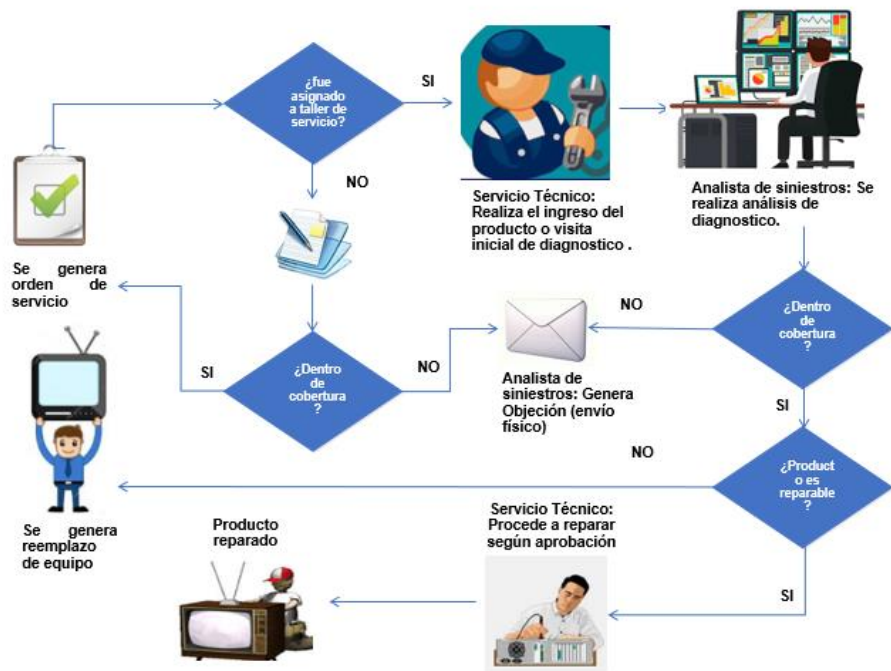 ¿fue
asignado
a taller de
servicio?
SI
NO
Servicio Técnico:
Realiza el ingreso del
producto o visita
inicial de diagnostico .
Analista de siniestros: Se
realiza análisis de
diagnostico.
Se genera
orden de
servicio
SI
¿Dentro
de
cobertura
?
NO
Analista de
siniestros: Genera
Objeción (envío
físico)
NO
¿Dentro
de
cobertura
?
SI
NO
¿Product
o es
reparable
?
SI
Se genera
reemplazo
de equipo
Producto
reparado
Servicio Técnico:
Procede a reparar
según aprobación